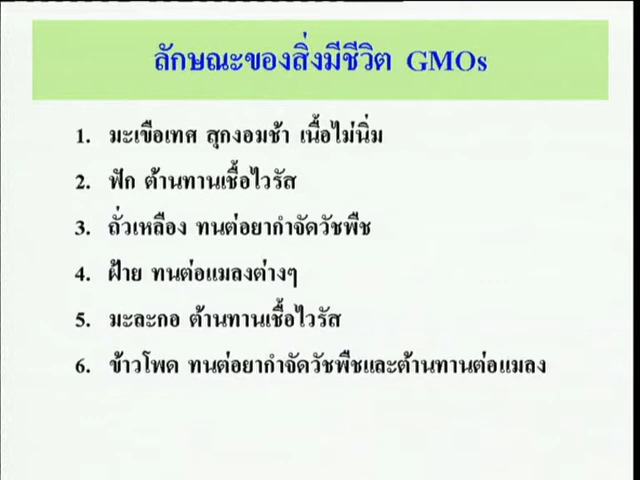 ลักษณะของสิ่งมีชีวิต GMOs
1. มะเขือเทศ สุกงอมช้า เนื้อไม่นิ่ม
2. ฟัก ต้านทานเชื้อไวรัส
3. ถั่วเหลือง ทนต่อยากำจัดวัชพืช
4. ฝ้าย ทนต่อแมลงต่างๆ
5. มะละกอ ต้านทานเชื้อไวรัส
6. ข้าวโพด ทนต่อยากำจัดวัชพืชและต้านทานต่อแมลง